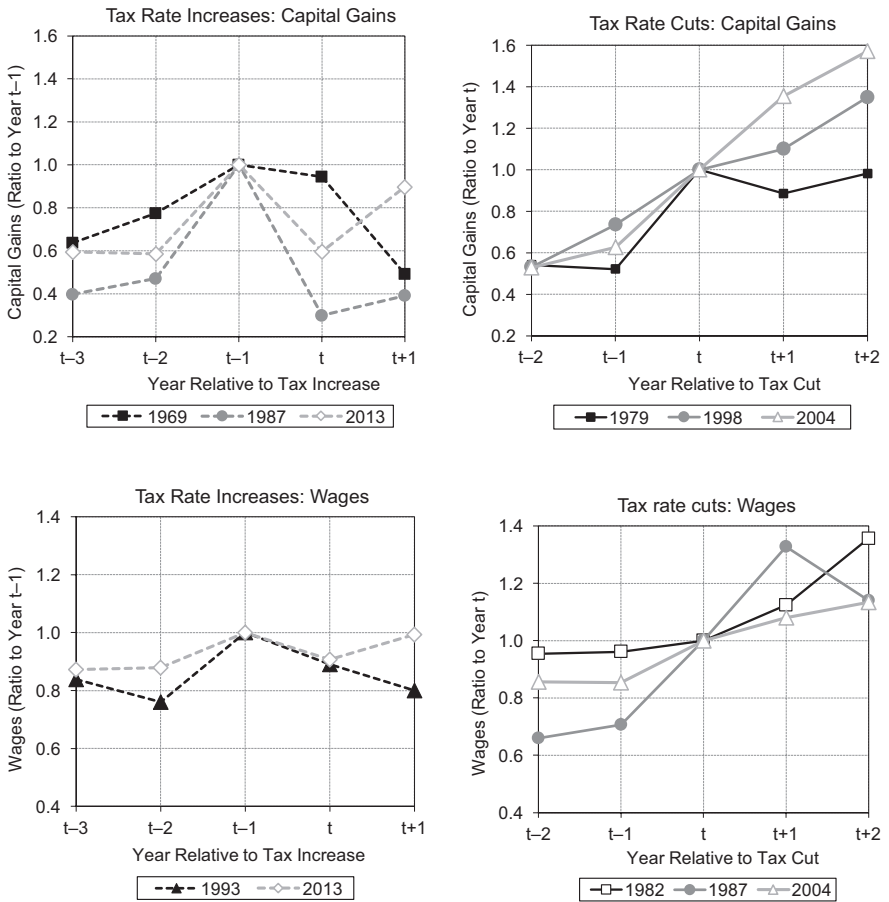 Tax Rate Increases: Capital Gains
Capital Gains (Ratio to Year t–1)
1.6
1.4
1.2
1.0
0.8
0.6
0.4
0.2
t–3 t–2 t–1 t t+1
Year Relative to Tax Increase
1969 1987 2013
Tax Rate Cuts: Capital Gains
Capital Gains (Ratio to Year t)
1.6
1.4
1.2
1.0
0.8
0.6
0.4
0.2
t–2 t–1 t t+1 t+2
Year Relative to Tax Cut
1979 1998 2004
Tax Rate Increases: Wages
Wages (Ratio to Year t–1)
1.4
1.2
1.0
0.8
0.6
0.4
t–3 t–2 t–1 t t+1
Year Relative to Tax Increase
1993 2013
Tax rate cuts: Wages
Wages (Ratio to Year t)
1.4
1.2
1.0
0.8
0.6
0.4
t–2 t–1 t t+1 t+2
Year Relative to Tax Cut
1982 1987 2004